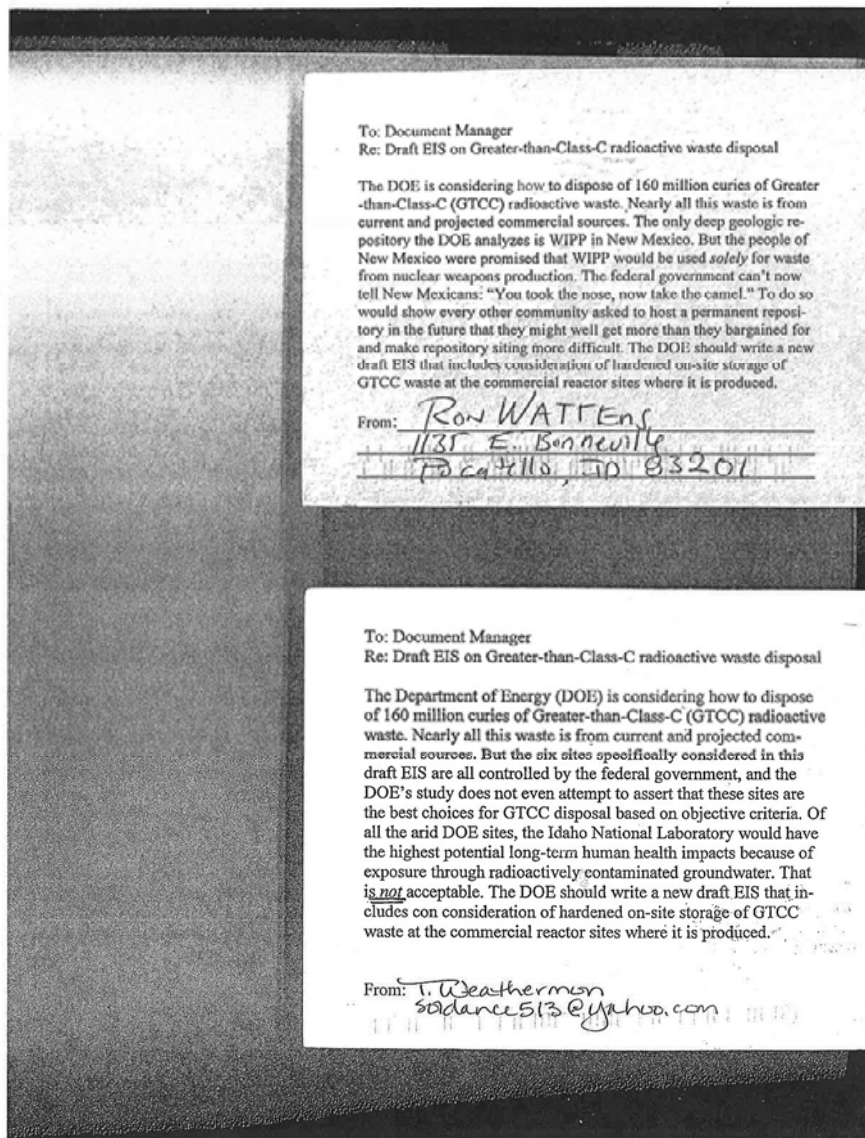 To: Document Manager
Re: Draft EIS on Greater-than-Class-C radioactive waste disposal
The DOE is considering how to dispose of 160 million curies of Greater
-than-Class-C (GTCC) radioactive waste. Nearly all this waste is from
current and projected commercial sources. The only deep geologic re-
pository the DOE analyzes is WIPP in New Mexico. But the people of
New Mexico were promised that WIPP would be used solely for waste
from nuclear weapons production. The federal government can't now
tell New Mexicans: "You took the nose, now take the camel." To do so
would show every other community asked to host a permanent reposi-
tory in the future that they might well get more than they bargained for
and make repository siting more difficult. The DOE should write a new
draft EIS that includes consideration of hardened on-site storage of
GTCC waste at the commercial reactor sites where it is produced.
From: RON WATTENS
1135 E. Bonneville
Pocatello, ID 83201
To: Document Manager
Re: Draft EIS on Greater-than-Class-C radioactive waste disposal
The Department of Energy (DOE) is considering how to dispose
of 160 million curies of Greater-than-Class-C (GTCC) radioactive
waste. Nearly all this waste is from current and projected com-
mercial sources. But the six sites specifically considered in this
draft EIS are all controlled by the federal government, and the
DOE's study does not even attempt to assert that these sites are
the best choices for GTCC disposal based on objective criteria. Of
all the arid DOE sites, the Idaho National Laboratory would have
the highest potential long-term human health impacts because of
exposure through radioactively contaminated groundwater. That
is not acceptable. The DOE should write a new draft EIS that in-
cludes con consideration of hardened on-site storage of GTCC
waste at the commercial reactor sites where it is produced.
From: T. Weathermon
soldance513@yahoo.com